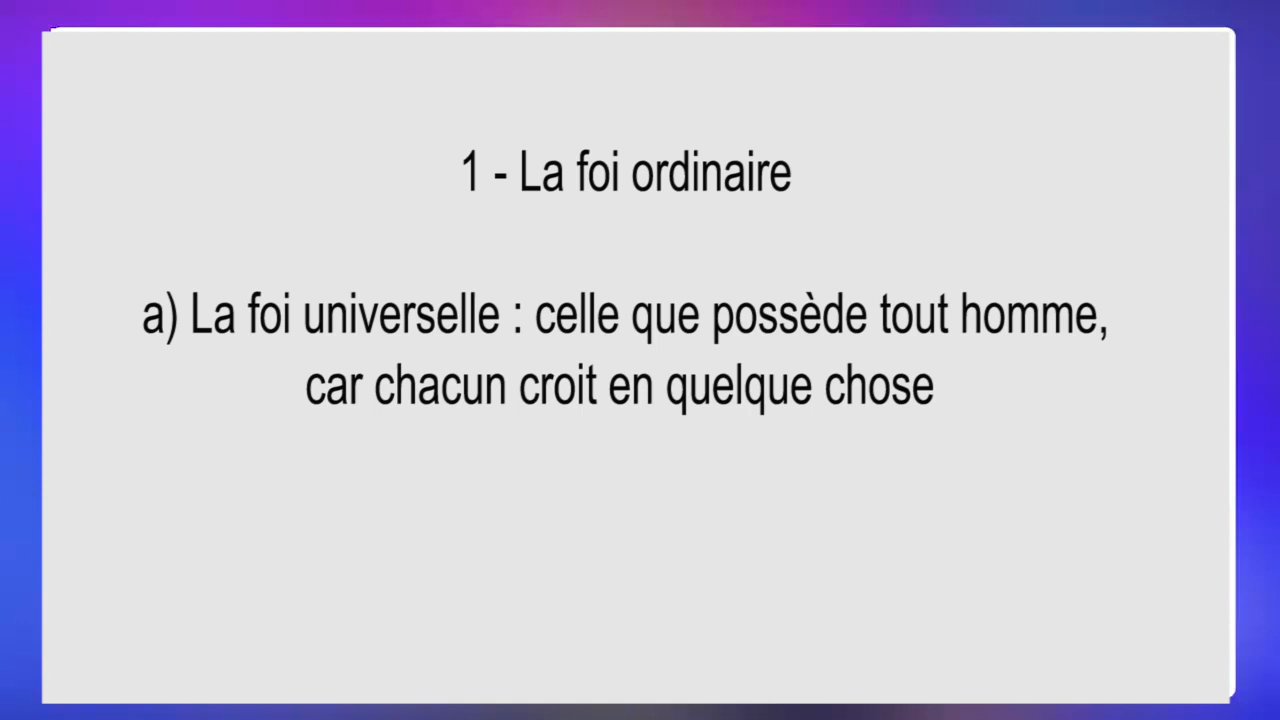 1 - La foi ordinaire
a) La foi universelle : celle que possède tout homme,
car chacun croit en quelque chose